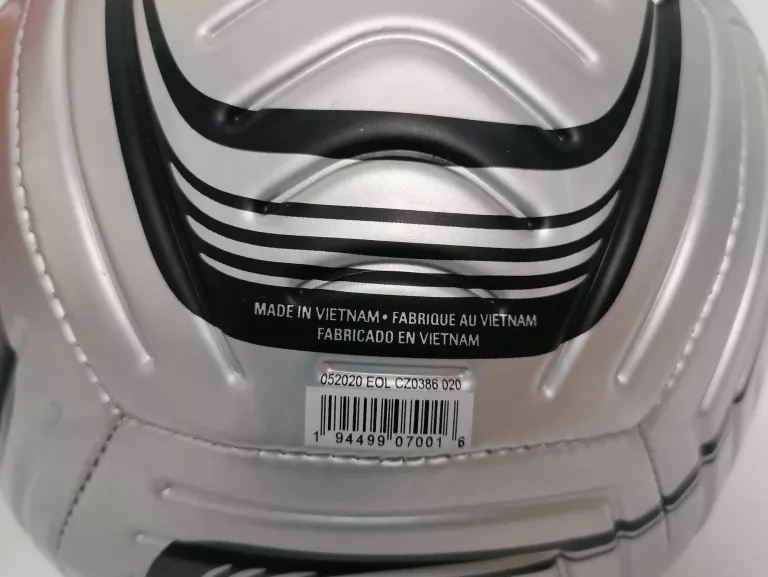 MADE IN VIETNAM • FABRIQUE AU VIETNAM
FABRICADO EN VIETNAM
052020 EOL CZ0386 020
1 94499 07001 6